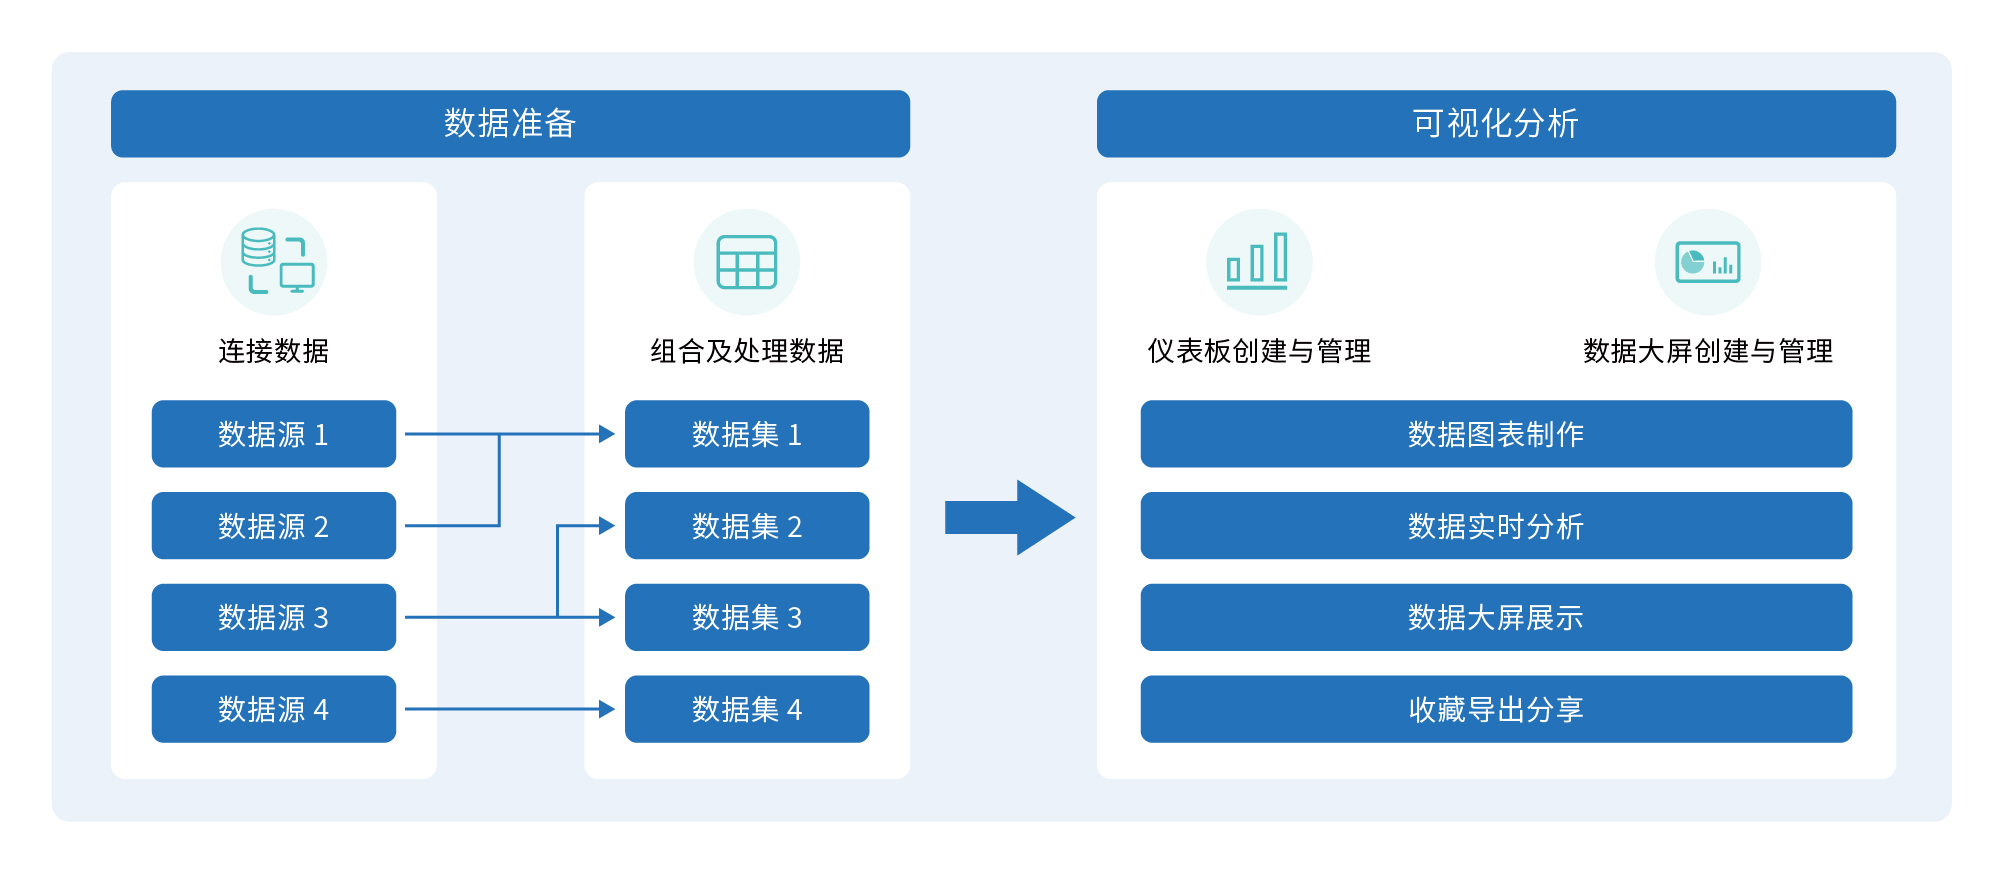 数据准备
连接数据
数据源 1
数据源 2
数据源 3
数据源 4
组合及处理数据
数据集 1
数据集 2
数据集 3
数据集 4
可视化分析
仪表板创建与管理
数据大屏创建与管理
数据图表制作
数据实时分析
数据大屏展示
收藏导出分享